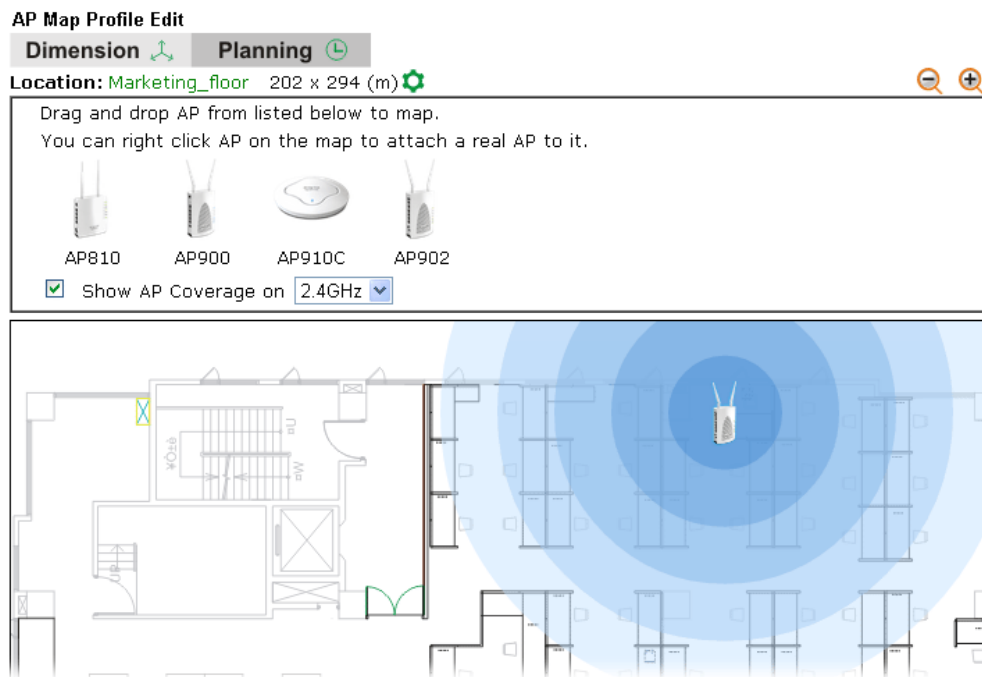 AP Map Profile Edit
Dimension Planning
Location: Marketing_floor 202 x 294 (m)
Drag and drop AP from listed below to map.
You can right click AP on the map to attach a real AP to it.
AP810 AP900 AP910C AP902
Show AP Coverage on 2.4GHz
UP